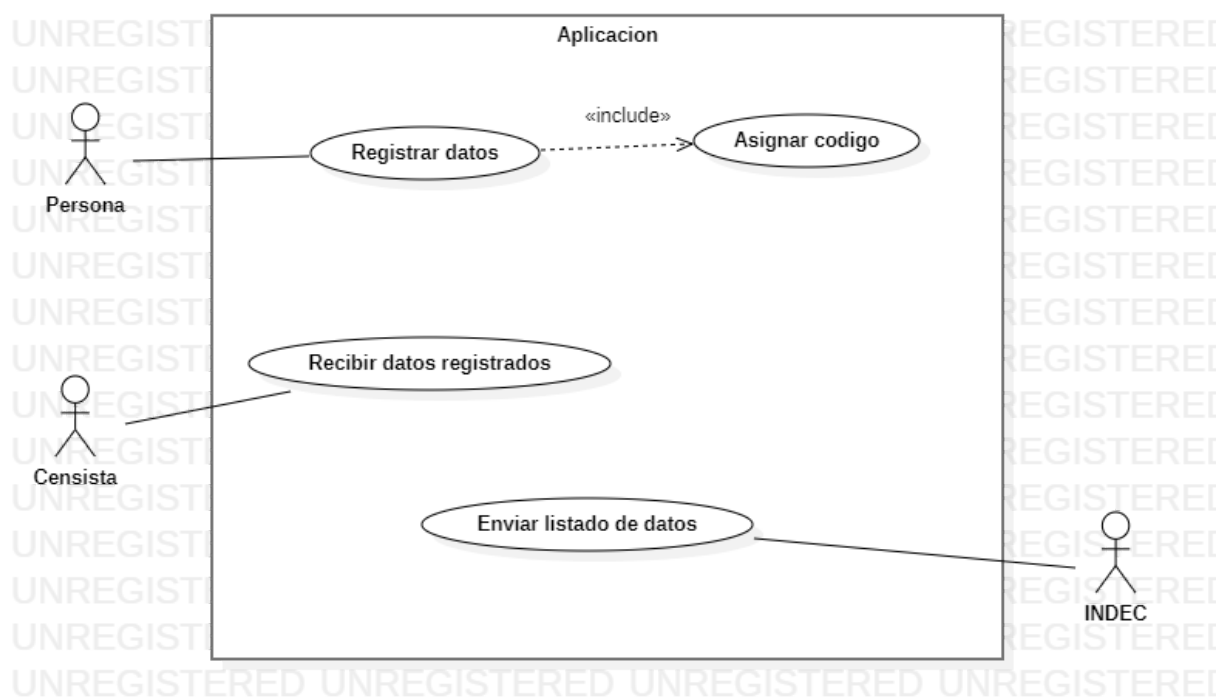 Aplicacion
«include»
Asignar codigo
Registrar datos
Persona
Recibir datos registrados
Censista
Enviar listado de datos
INDEC
UNREGISTERED UNREGISTERED UNREGISTERED UNREGISTERED